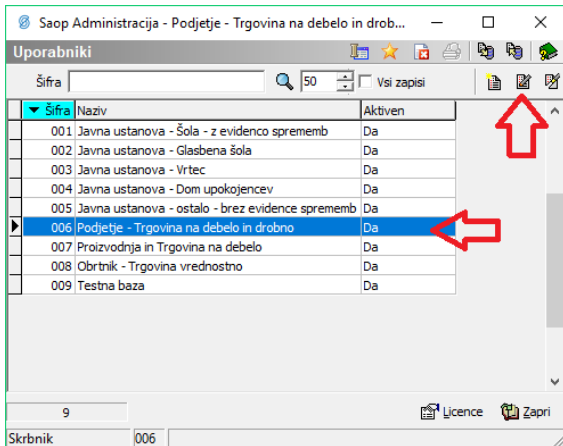 Saop Administracija - Podjetje - Trgovina na debelo in drob...
Uporabniki
Šifra 50 Vsi zapisi
Šifra Naziv Aktiven
001 Javna ustanova - Šola - z evidenco sprememb Da
002 Javna ustanova - Glasbena šola Da
003 Javna ustanova - Vrtec Da
004 Javna ustanova - Dom upokojencev Da
005 Javna ustanova - ostalo - brez evidence sprememb Da
006 Podjetje - Trgovina na debelo in drobno Da
007 Proizvodnja in Trgovina na debelo Da
008 Obrtnik - Trgovina vrednostno Da
009 Testna baza Da
9 Licence Zapri
Skrbnik 006